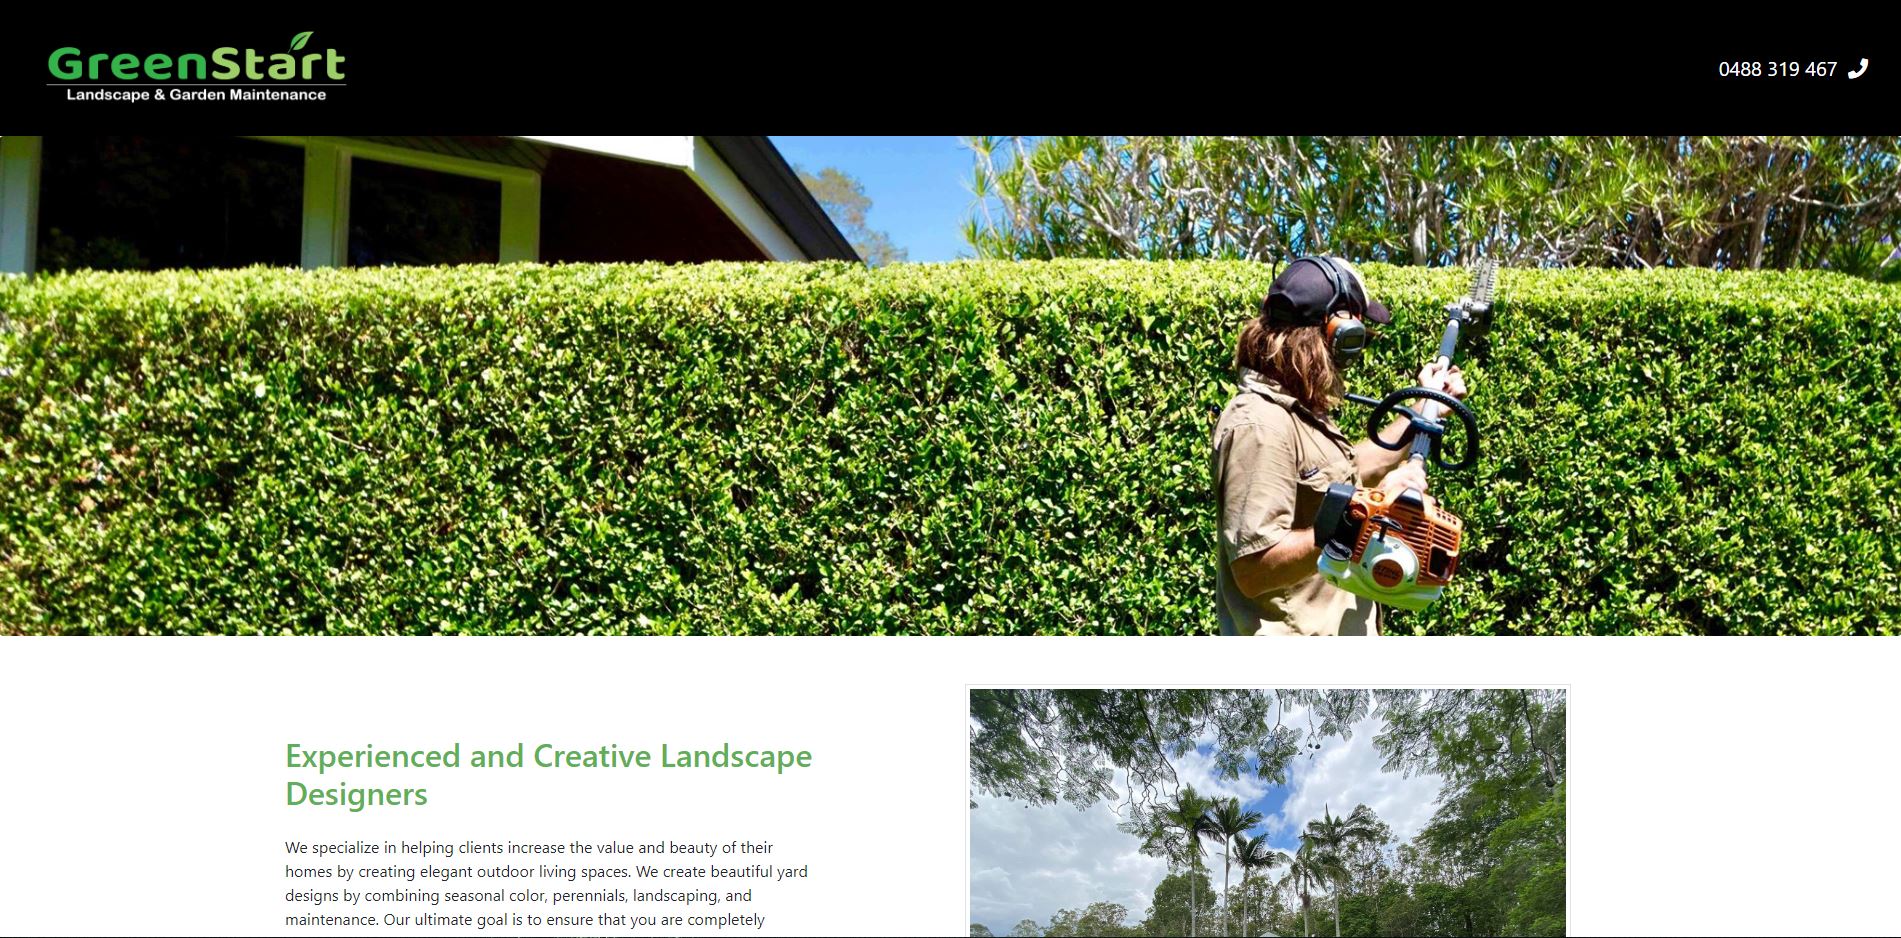 GreenStart
Landscape & Garden Maintenance
0488 319 467
Experienced and Creative Landscape
Designers
We specialize in helping clients increase the value and beauty of their
homes by creating elegant outdoor living spaces. We create beautiful yard
designs by combining seasonal color, perennials, landscaping, and
maintenance. Our ultimate goal is to ensure that you are completely